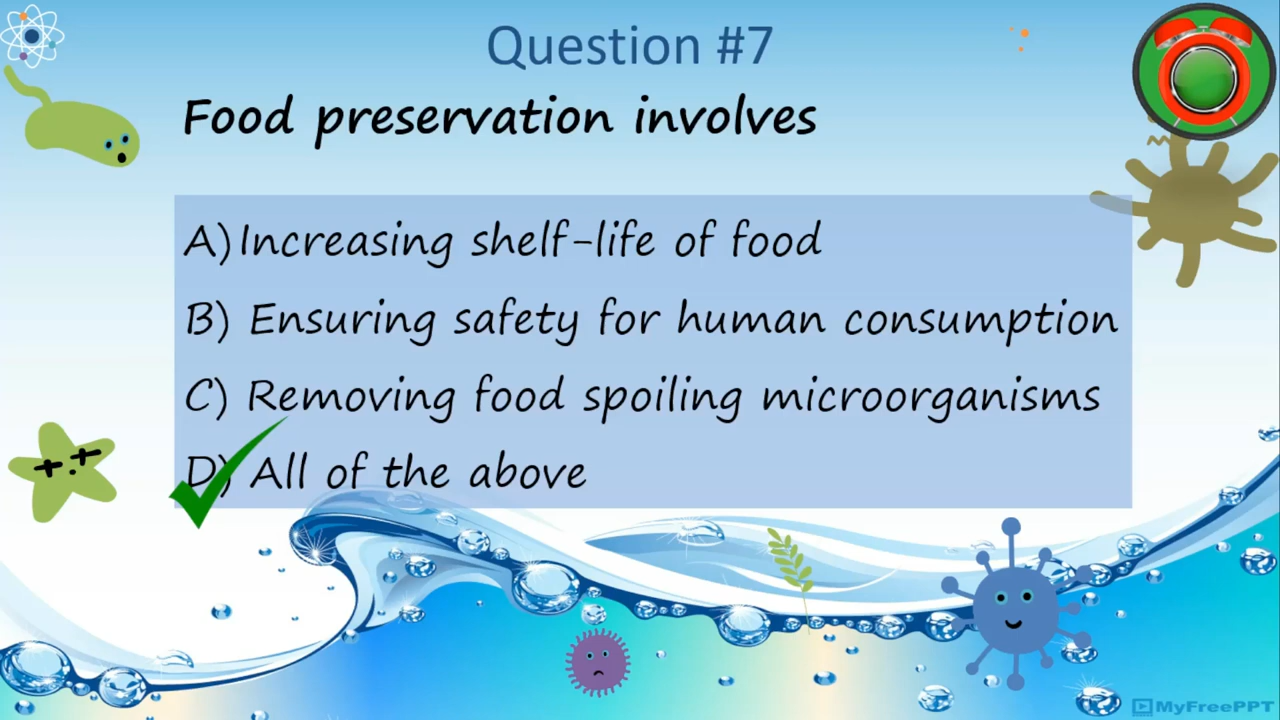 Question #7
Food preservation involves
A) Increasing shelf-life of food
B) Ensuring safety for human consumption
C) Removing food spoiling microorganisms
D) All of the above
MyFreePPT